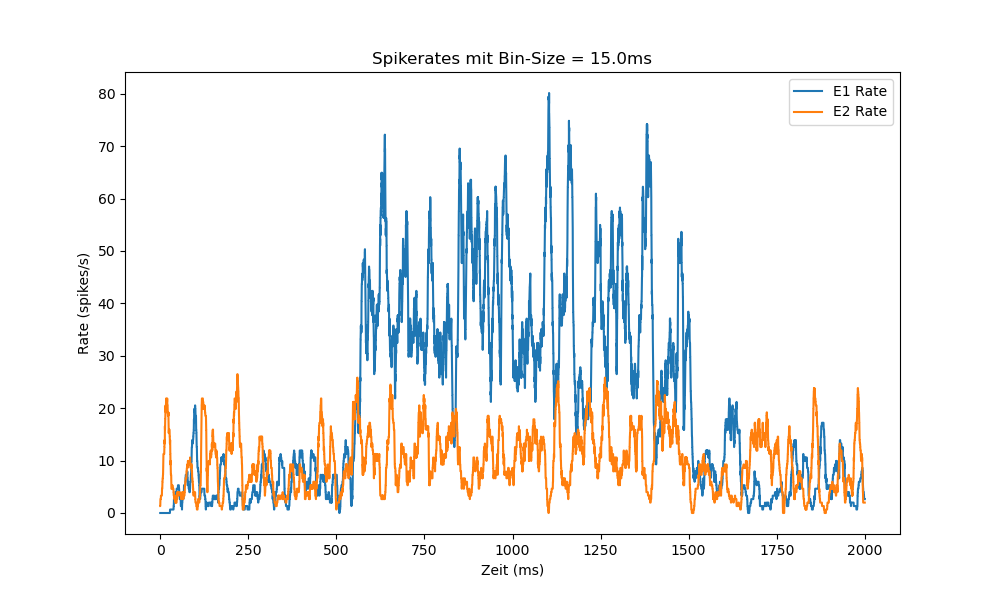 Spikerates mit Bin-Size = 15.0ms
E1 Rate
E2 Rate
Rate (spikes/s)
80
70
60
50
40
30
20
10
0
0 250 500 750 1000 1250 1500 1750 2000
Zeit (ms)